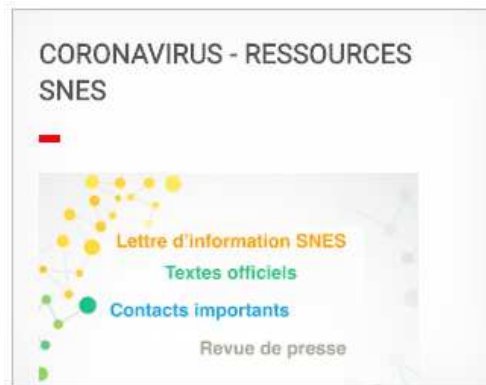 CORONAVIRUS - RESSOURCES
SNES
Lettre d'information SNES
Textes officiels
Contacts importants
Revue de presse